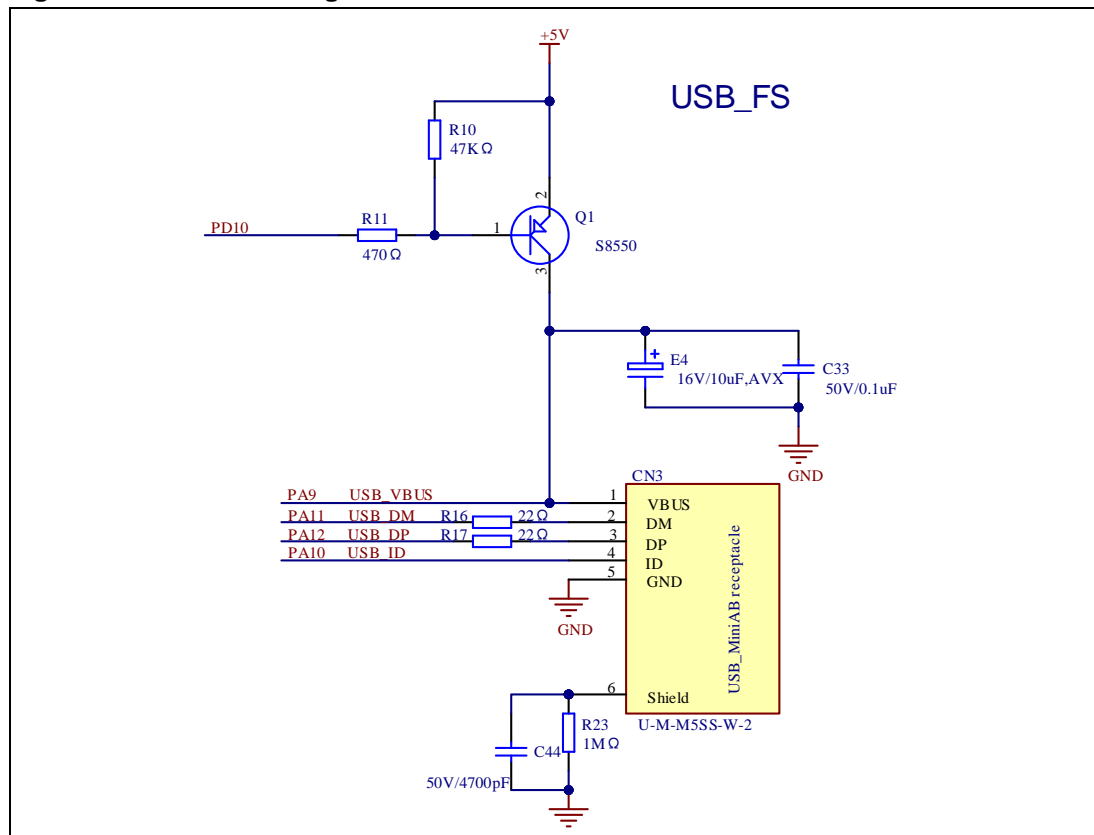 +5V
USB_FS
R10
47KΩ
2
Q1
PD10
R11
1
470Ω
S8550
3
+
E4
16V/10uF,AVX
C33
50V/0.1uF
GND
CN3
PA9 USB_VBUS
1
VBUS
PA11 USB_DM R16 22Ω
2
DM
PA12 USB_DP R17 22Ω
3
DP
PA10 USB_ID
4
ID
5
GND
GND
USB_MiniAB receptacle
6
Shield
U-M-M5SS-W-2
R23
1MΩ
C44
50V/4700pF